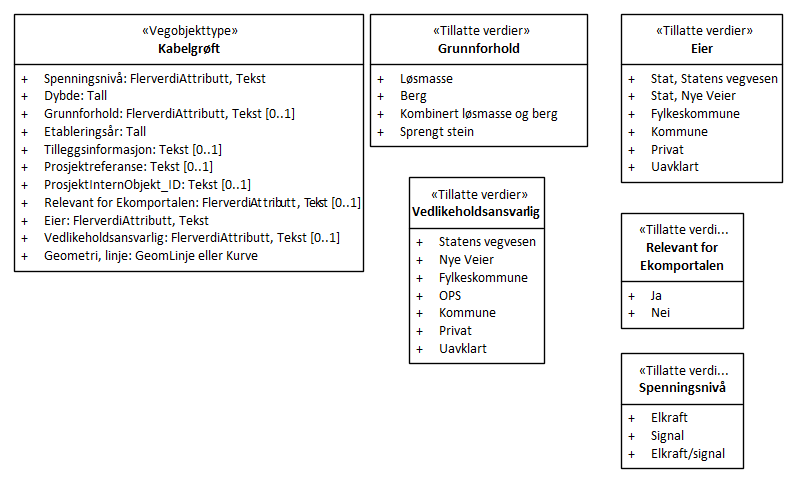 «Vegobjekttype»
Kabelgrøft
+ Spenningsnivå: FlerverdiAttributt, Tekst
+ Dybde: Tall
+ Grunnforhold: FlerverdiAttributt, Tekst [0..1]
+ Etableringsår: Tall
+ Tilleggsinformasjon: Tekst [0..1]
+ Prosjektreferanse: Tekst [0..1]
+ ProsjektInternObjekt_ID: Tekst [0..1]
+ Relevant for Ekomportalen: FlerverdiAttributt, Tekst [0..1]
+ Eier: FlerverdiAttributt, Tekst
+ Vedlikeholdsansvarlig: FlerverdiAttributt, Tekst [0..1]
+ Geometri, linje: GeomLinje eller Kurve
«Tillatte verdier»
Grunnforhold
+ Løsmasse
+ Berg
+ Kombinert løsmasse og berg
+ Sprengt stein
«Tillatte verdier»
Vedlikeholdsansvarlig
+ Statens vegvesen
+ Nye Veier
+ Fylkeskommune
+ OPS
+ Kommune
+ Privat
+ Uavklart
«Tillatte verdier»
Eier
+ Stat, Statens vegvesen
+ Stat, Nye Veier
+ Fylkeskommune
+ Kommune
+ Privat
+ Uavklart
«Tillatte verdi...
Relevant for
Ekomportalen
+ Ja
+ Nei
«Tillatte verdi...
Spenningsnivå
+ Elkraft
+ Signal
+ Elkraft/signal